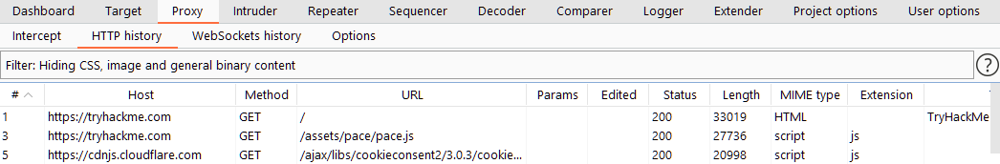 Dashboard Target Proxy Intruder Repeater Sequencer Decoder Comparer Logger Extender Project options User options
Intercept HTTP history WebSockets history Options
Filter: Hiding CSS, image and general binary content ?
# Host Method URL Params Edited Status Length MIME type Extension
1 https://tryhackme.com GET / 200 33019 HTML TryHackMe
3 https://tryhackme.com GET /assets/pace/pace.js 200 27736 script js
5 https://cdnjs.cloudflare.com GET /ajax/libs/cookieconsent2/3.0.3/cookie... 200 20998 script js